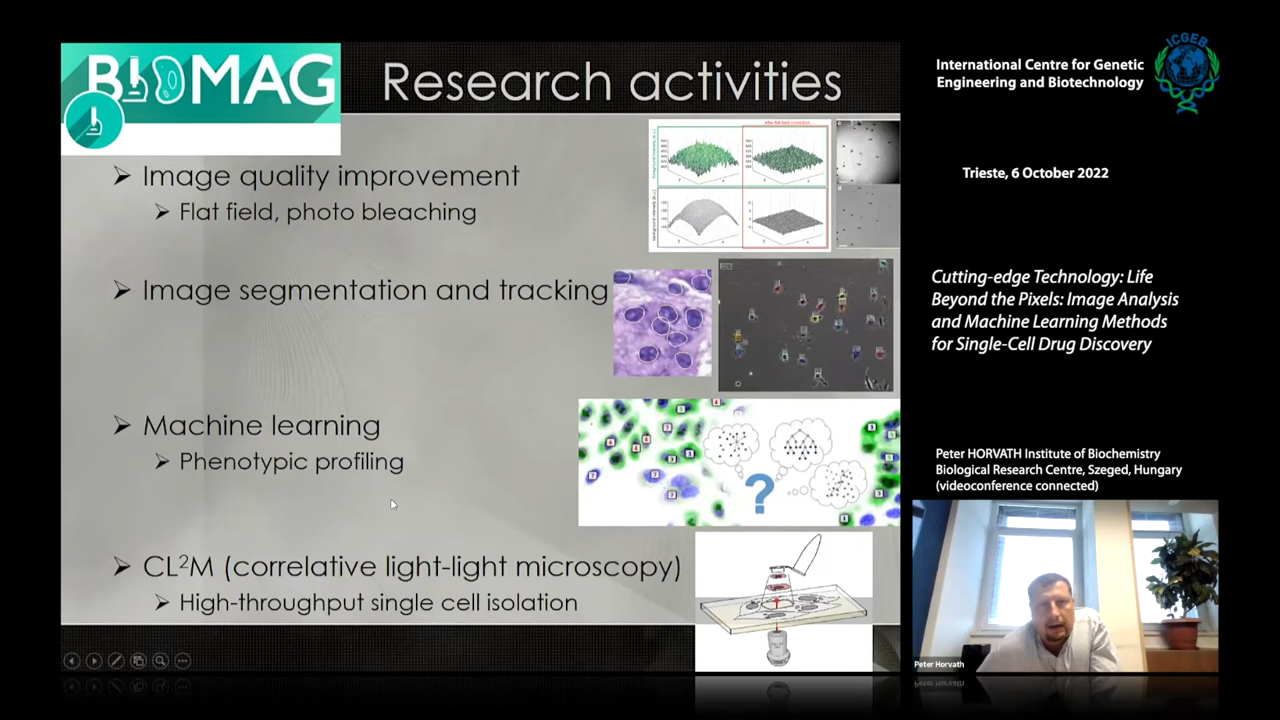 BIOMAG
Research activities
Image quality improvement
Flat field, photo bleaching
Image segmentation and tracking
Machine learning
Phenotypic profiling
?
CL²M (correlative light-light microscopy)
High-throughput single cell isolation
International Centre for Genetic
Engineering and Biotechnology
ICGEB
Trieste, 6 October 2022
Cutting-edge Technology: Life
Beyond the Pixels: Image Analysis
and Machine Learning Methods
for Single-Cell Drug Discovery
Peter HORVATH Institute of Biochemistry
Biological Research Centre, Szeged, Hungary
(videoconference connected)
Peter Horvath